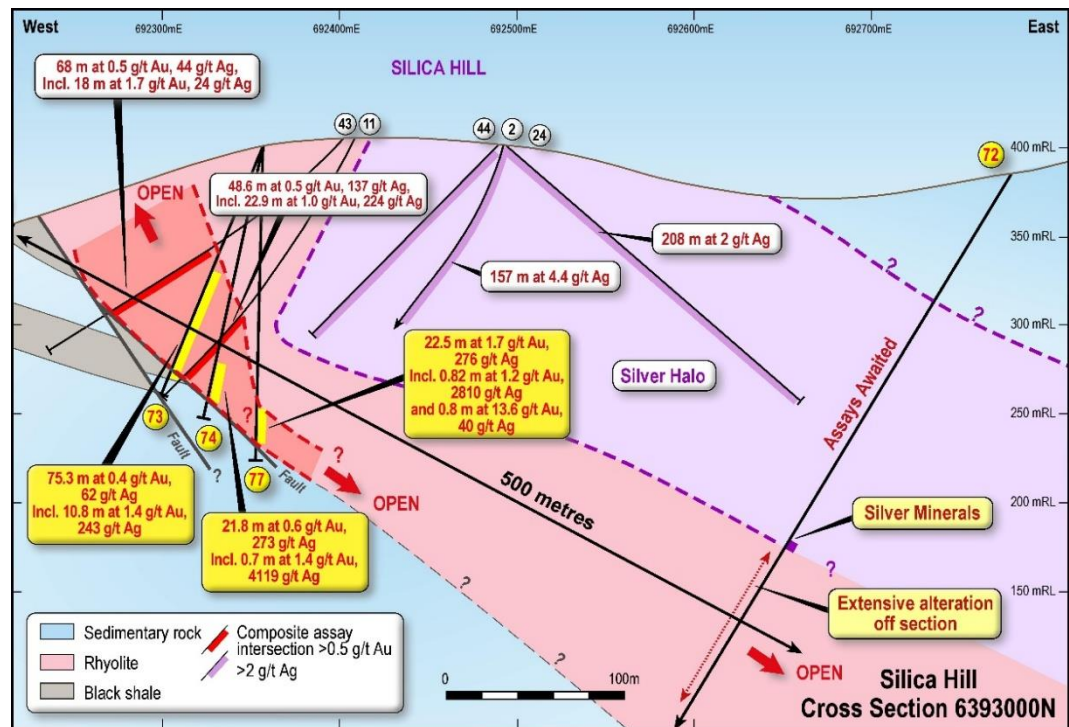 West
692300mE
692400mE
692500mE
692600mE
692700mE
East
68 m at 0.5 g/t Au, 44 g/t Ag,
Incl. 18 m at 1.7 g/t Au, 24 g/t Ag
SILICA HILL
43
11
44
2
24
72
400 mRL
OPEN
48.6 m at 0.5 g/t Au, 137 g/t Ag,
Incl. 22.9 m at 1.0 g/t Au, 224 g/t Ag
208 m at 2 g/t Ag
350 mRL
157 m at 4.4 g/t Ag
?
?
300 mRL
22.5 m at 1.7 g/t Au,
276 g/t Ag
Incl. 0.82 m at 1.2 g/t Au,
2810 g/t Ag
and 0.8 m at 13.6 g/t Au,
40 g/t Ag
Silver Halo
Assays Awaited
250 mRL
73
74
77
Fault
?
Fault
?
?
OPEN
500 metres
75.3 m at 0.4 g/t Au,
62 g/t Ag
Incl. 10.8 m at 1.4 g/t Au,
243 g/t Ag
21.8 m at 0.6 g/t Au,
273 g/t Ag
Incl. 0.7 m at 1.4 g/t Au,
4119 g/t Ag
200 mRL
Silver Minerals
?
?
150 mRL
Extensive alteration
off section
?
OPEN
Sedimentary rock
Rhyolite
Black shale
Composite assay
intersection >0.5 g/t Au
>2 g/t Ag
0
100m
Silica Hill
Cross Section 6393000N